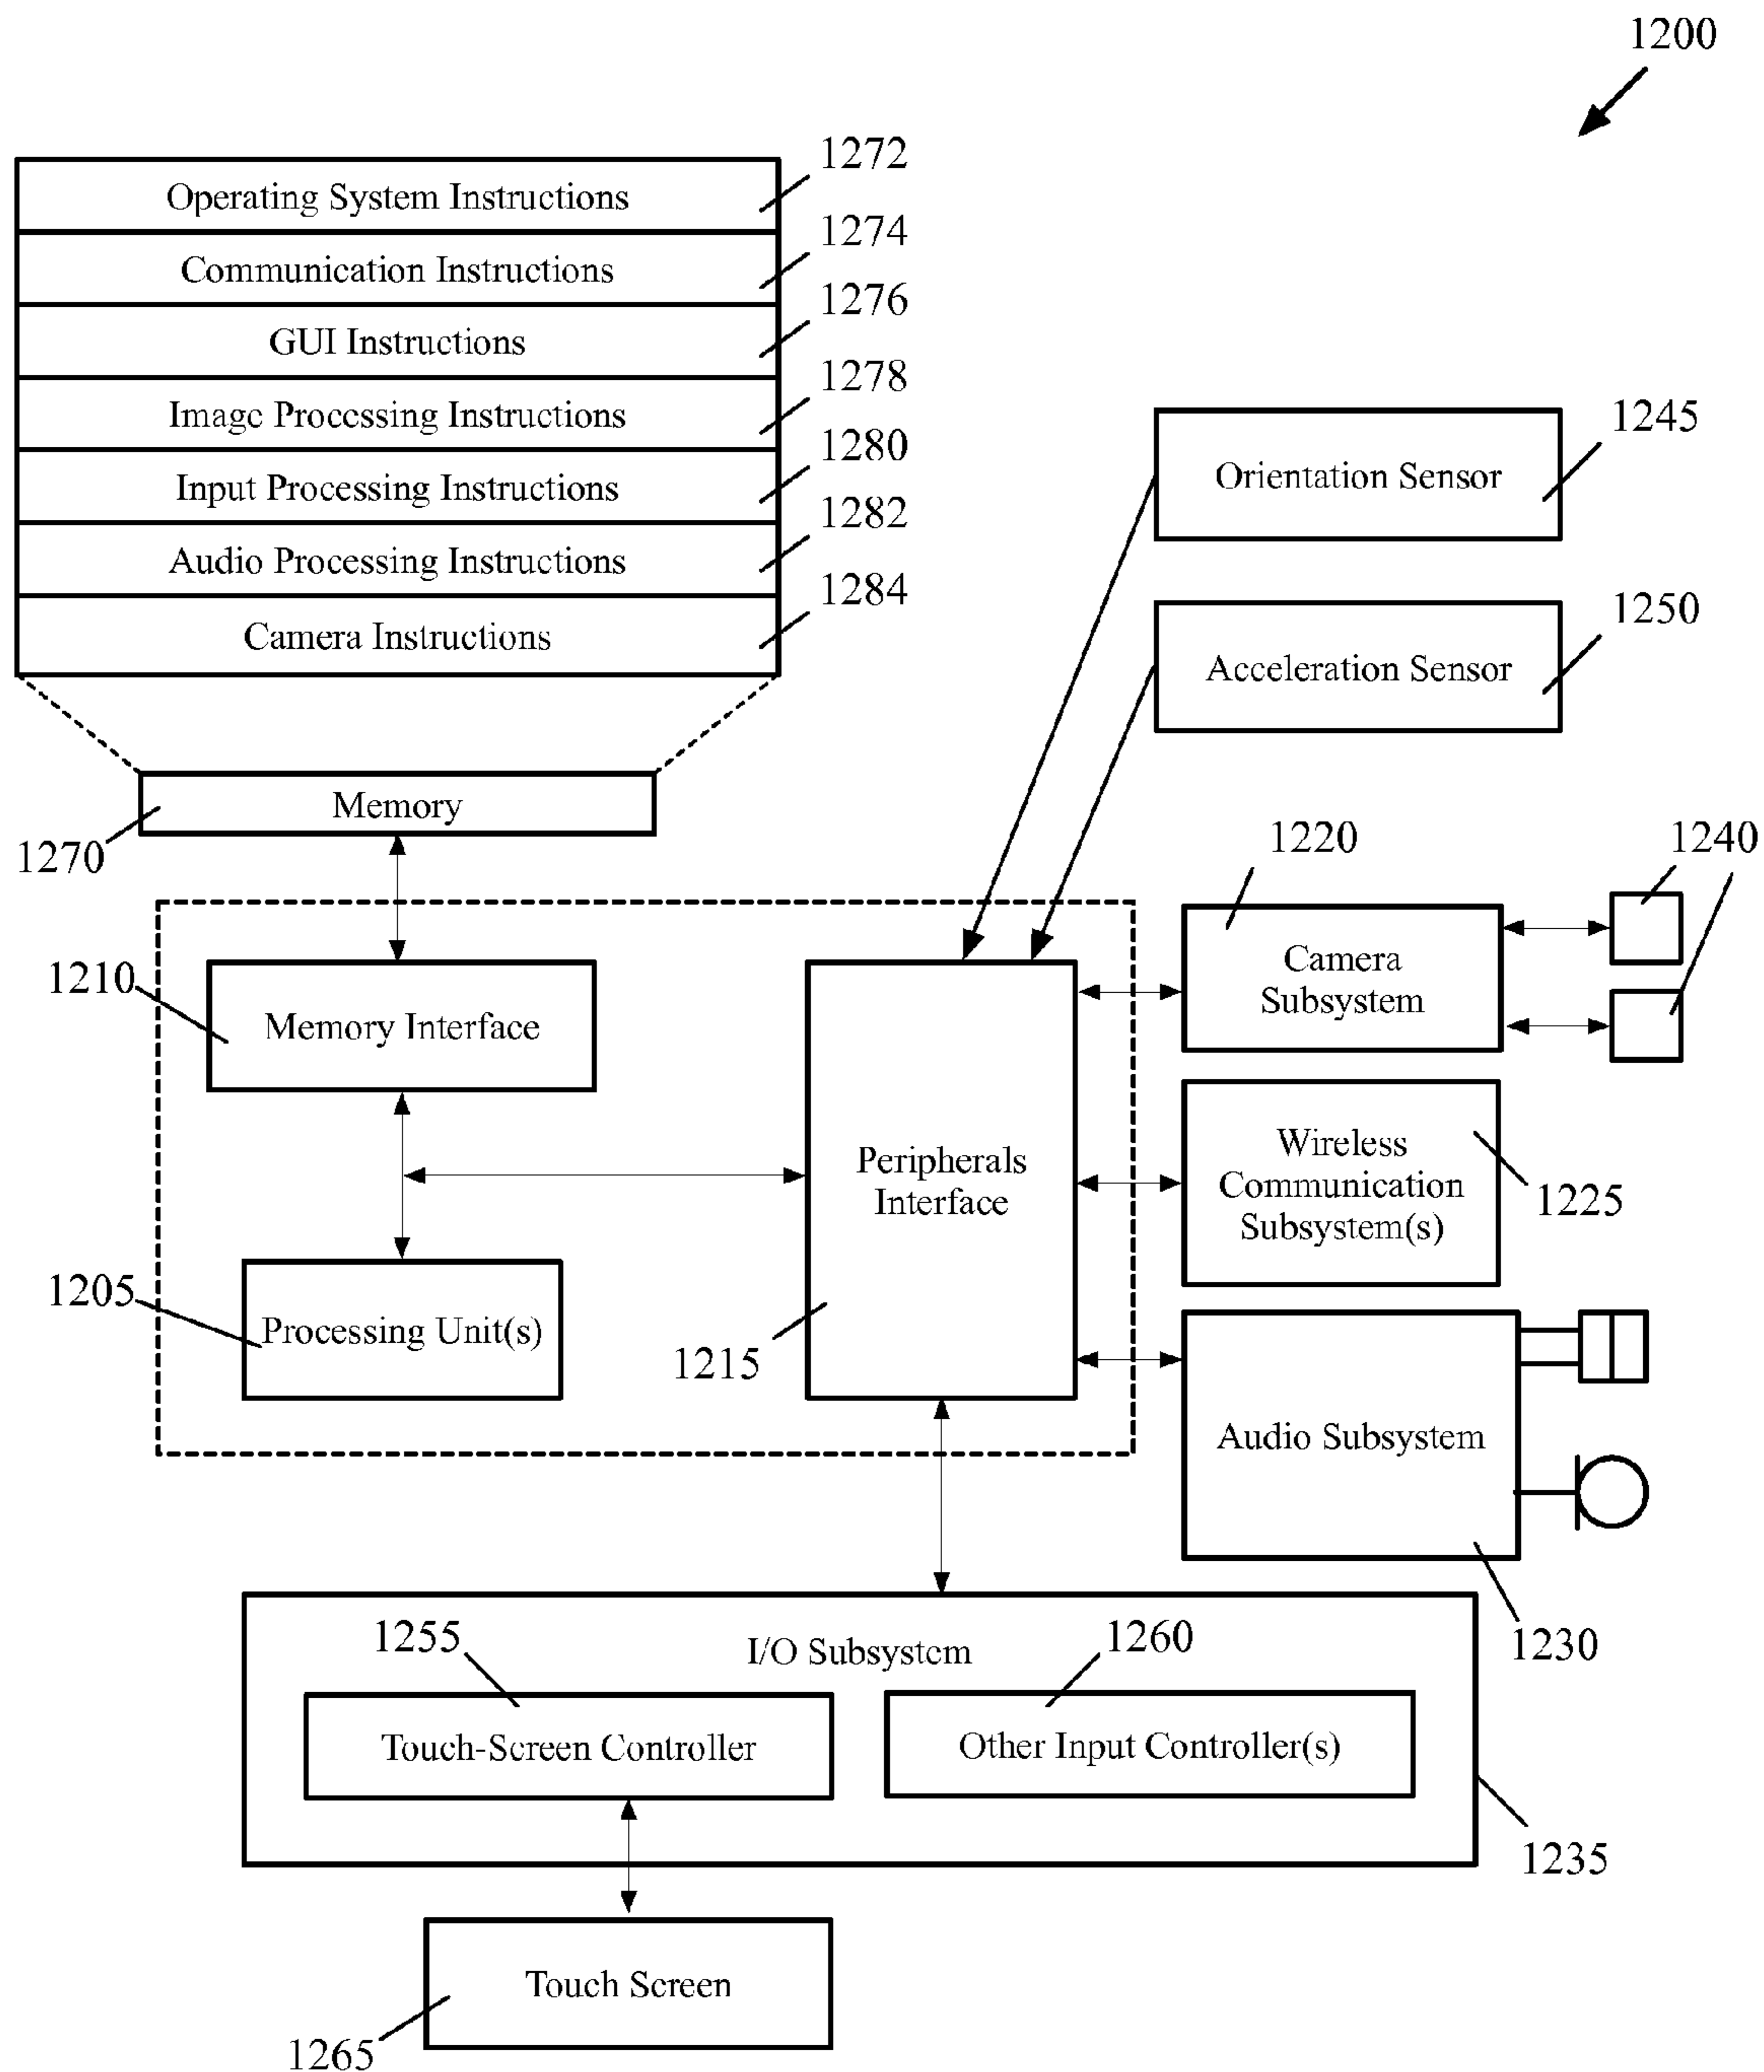 1200
1272
Operating System Instructions
1274
Communication Instructions
1276
GUI Instructions
1278
Image Processing Instructions
1280
Input Processing Instructions
1282
Audio Processing Instructions
1284
Camera Instructions
1245
Orientation Sensor
1250
Acceleration Sensor
Memory
1270
1220
1240
Camera
Subsystem
1210
Memory Interface
Peripherals
Interface
1215
Wireless
Communication
Subsystem(s)
1225
1205
Processing Unit(s)
Audio Subsystem
1230
I/O Subsystem
1255
1260
Touch-Screen Controller
Other Input Controller(s)
1235
Touch Screen
1265